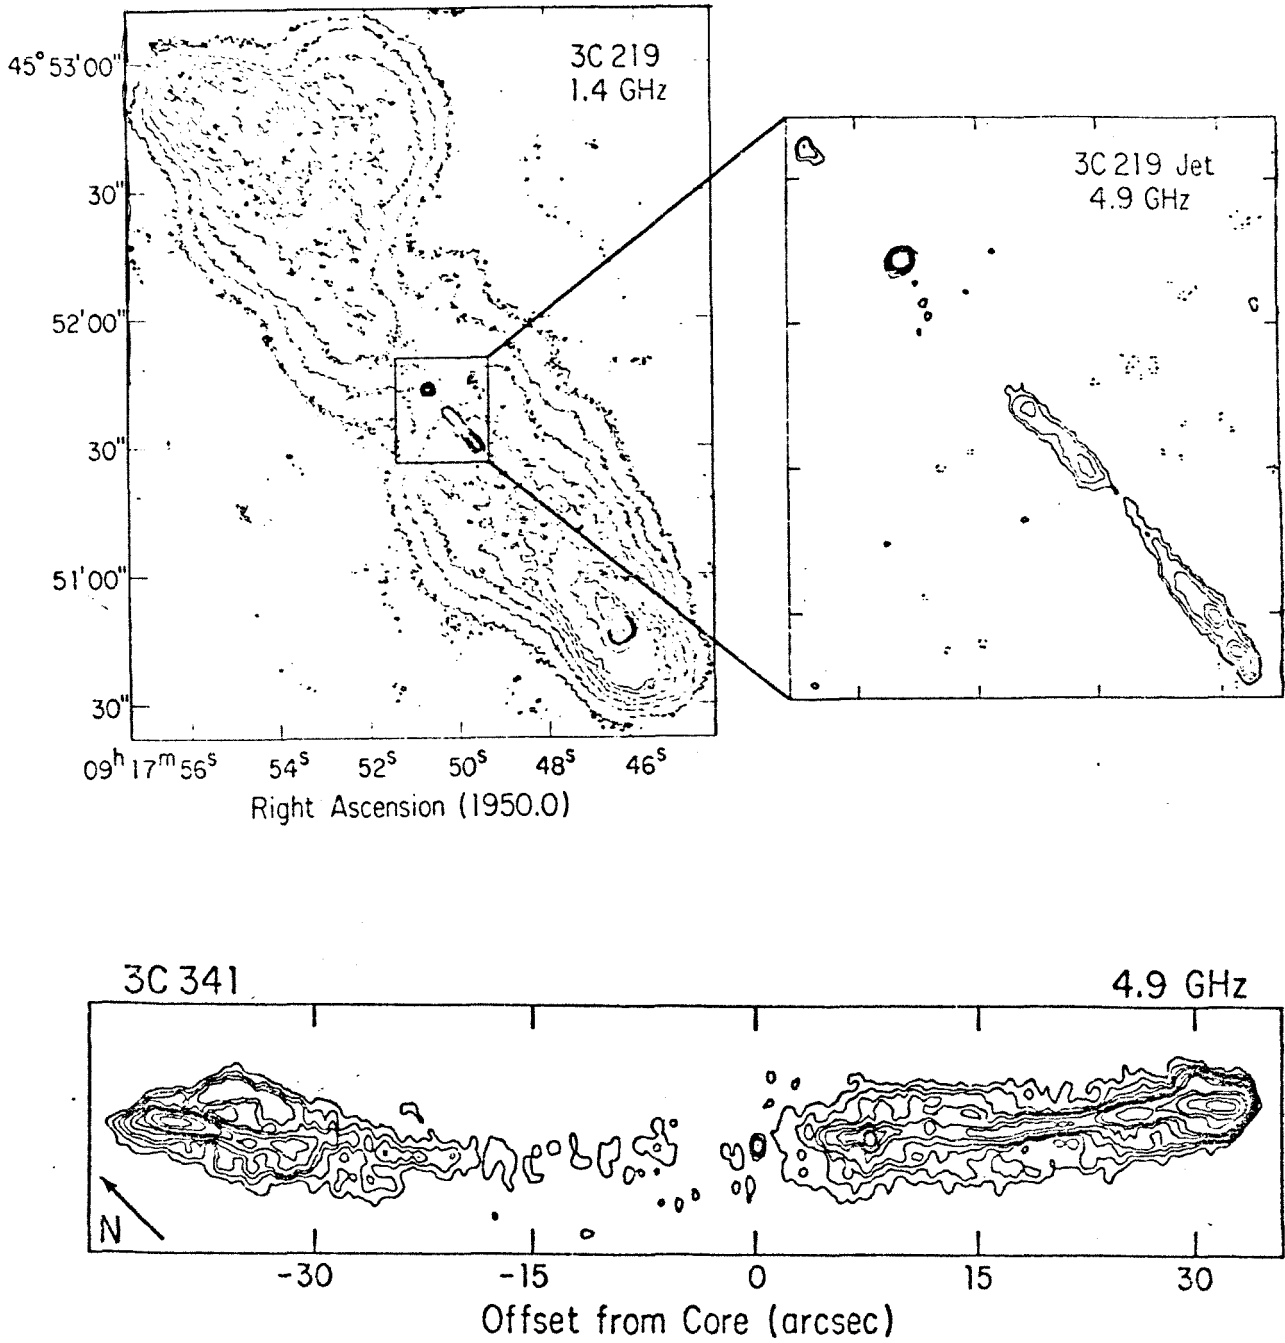 3C 219
1.4 GHz
45° 53'00"
30"
52'00"
30"
51'00"
30"
09h 17m 56s 54s 52s 50s 48s 46s
Right Ascension (1950.0)
3C 219 Jet
4.9 GHz
3C 341
4.9 GHz
N
-30 -15 0 15 30
Offset from Core (arcsec)